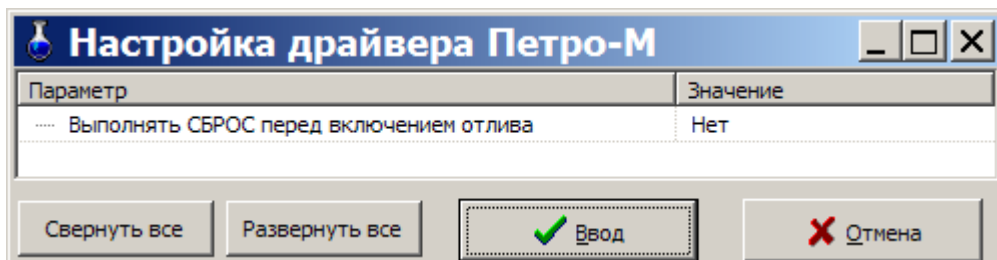 Настройка драйвера Петро-М
Параметр Значение
Выполнять СБРОС перед включением отлива Нет
Свернуть все Развернуть все Ввод Отмена